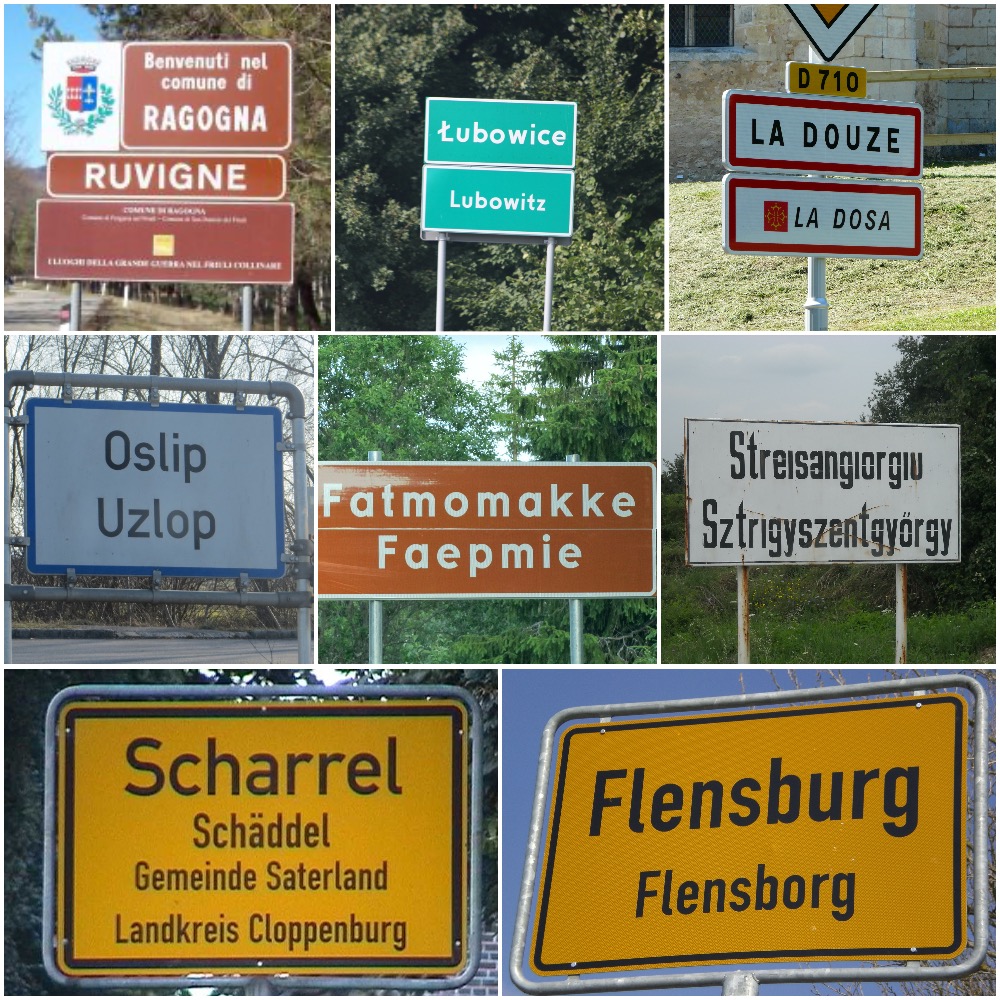 Benvenuti nel
comune di
RAGOGNA
RUVIGNE
COMUNE DI RAGOGNA
I LUOGHI DELLA GRANDE GUERRA NEL FRIULI COLLINARE
Łubowice
Lubowitz
D 710
LA DOUZE
LA DOSA
Oslip
Uzlop
Fatmomakke
Faepmie
Streisangiorgiu
Sztrigyszentgyőrgy
Scharrel
Schäddel
Gemeinde Saterland
Landkreis Cloppenburg
Flensburg
Flensborg